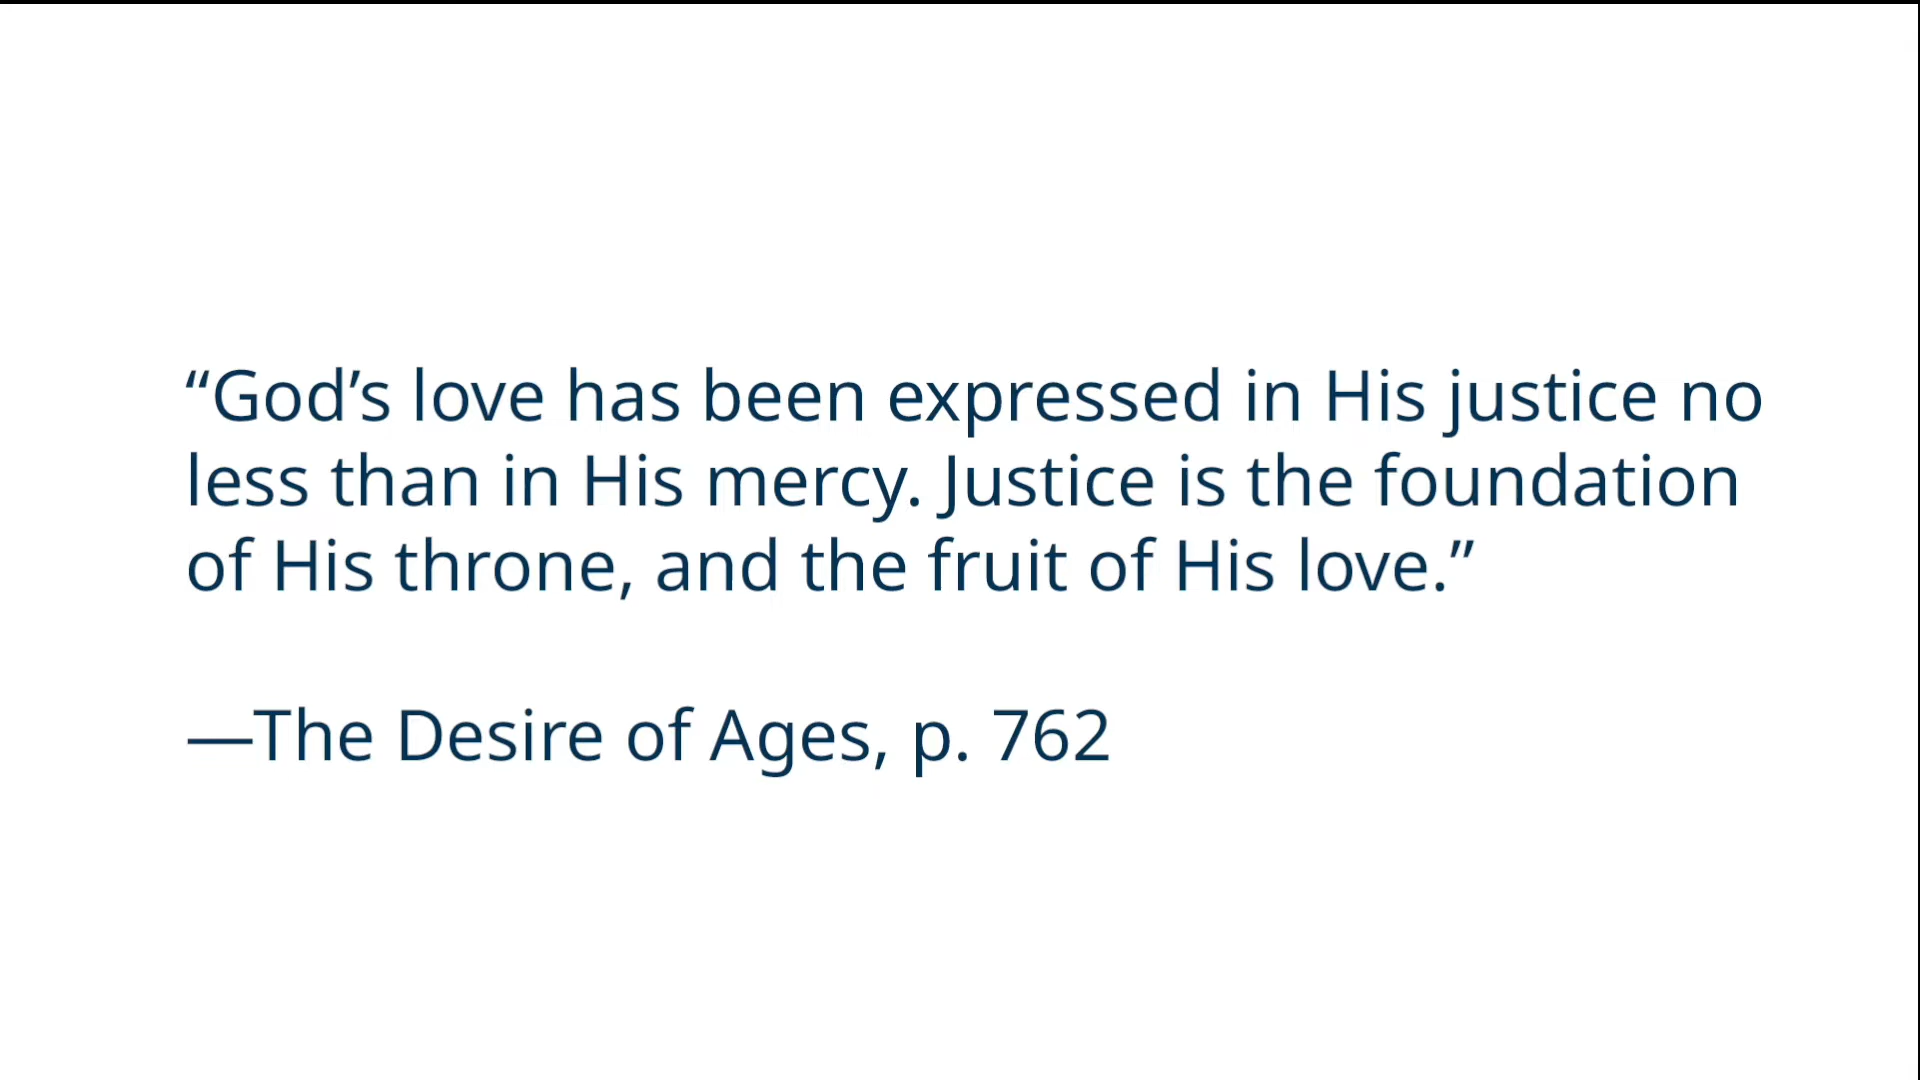 “God’s love has been expressed in His justice no
less than in His mercy. Justice is the foundation
of His throne, and the fruit of His love.”
—The Desire of Ages, p. 762